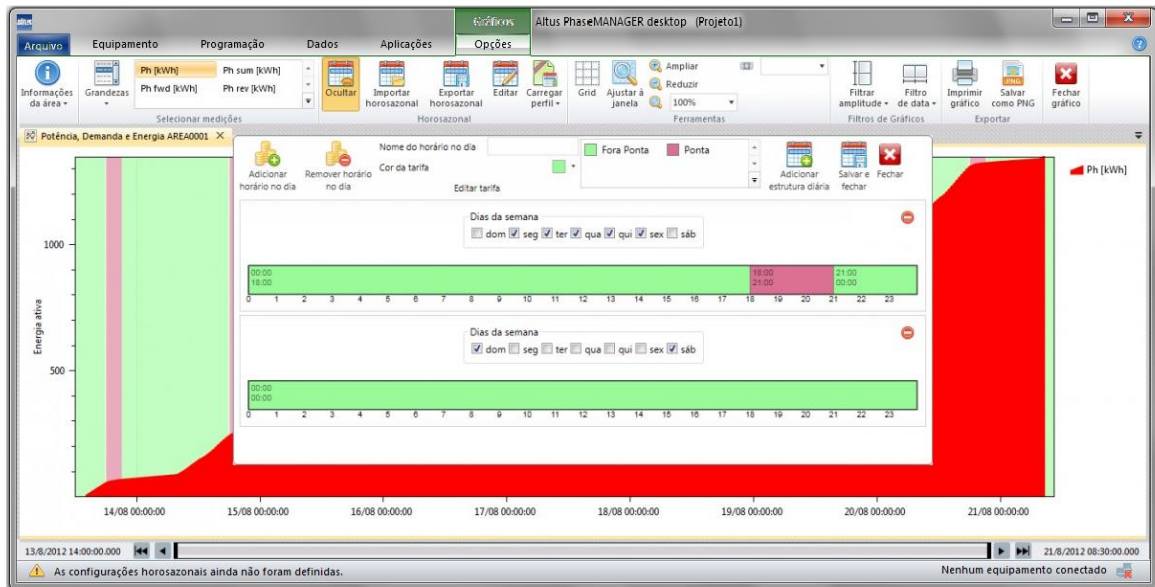 altus
Gráficos
Altus PhaseMANAGER desktop (Projeto1)
Arquivo
Equipamento
Programação
Dados
Aplicações
Opções
Informações da área
Grandezas
Ph [kWh]
Ph sum [kWh]
Ph fwd [kWh]
Ph rev [kWh]
Selecionar medições
Ocultar
Importar horosazonal
Exportar horosazonal
Editar
Carregar perfil
Horosazonal
Grid
Ajustar à janela
Ampliar
Reduzir
100%
Ferramentas
Filtrar amplitude
Filtro de data
Filtros de Gráficos
Imprimir gráfico
PNG
Salvar como PNG
Exportar
Fechar gráfico
Potência, Demanda e Energia AREA0001
Adicionar horário no dia
Remover horário no dia
Nome do horário no dia
Cor da tarifa
Editar tarifa
Fora Ponta
Ponta
Adicionar estrutura diária
Salvar e fechar
Fechar
Ph [kWh]
Dias da semana
dom seg ter qua qui sex sáb
00:00 18:00 21:00
18:00 21:00 00:00
0 1 2 3 4 5 6 7 8 9 10 11 12 13 14 15 16 17 18 19 20 21 22 23
Dias da semana
dom seg ter qua qui sex sáb
00:00
00:00
0 1 2 3 4 5 6 7 8 9 10 11 12 13 14 15 16 17 18 19 20 21 22 23
Energia ativa
1000
500
14/08 00:00:00 15/08 00:00:00 16/08 00:00:00 17/08 00:00:00 18/08 00:00:00 19/08 00:00:00 20/08 00:00:00 21/08 00:00:00
13/8/2012 14:00:00.000
21/8/2012 08:30:00.000
As configurações horosazonais ainda não foram definidas.
Nenhum equipamento conectado